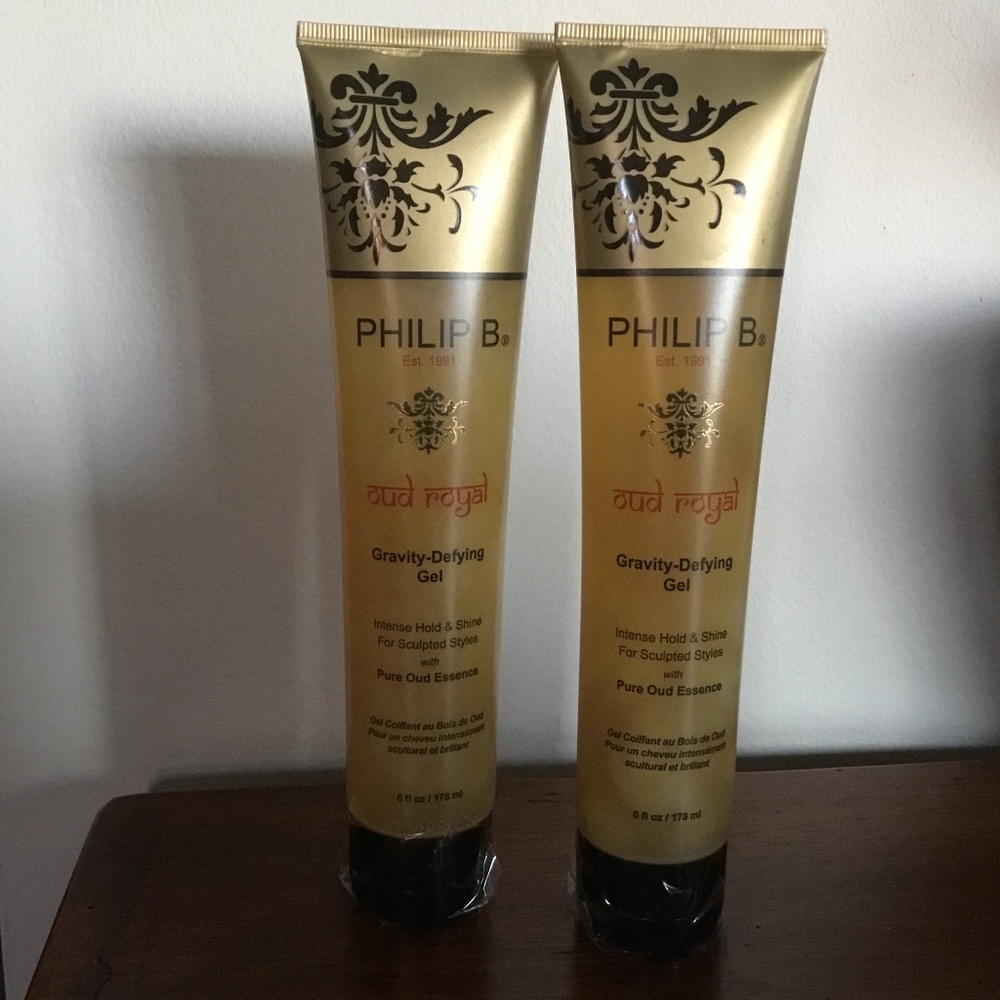 PHILIP B®
Est. 1991
oud royal
Gravity-Defying
Gel
Intense Hold & Shine
For Sculpted Styles
with
Pure Oud Essence
Gel Coiffant au Bois de Oud
Pour un cheveu intensément
scultural et brillant
6 fl oz / 178 ml
PHILIP B®
Est. 1991
oud royal
Gravity-Defying
Gel
Intense Hold & Shine
For Sculpted Styles
with
Pure Oud Essence
Gel Coiffant au Bois de Oud
Pour un cheveu intensément
scultural et brillant
6 fl oz / 178 ml